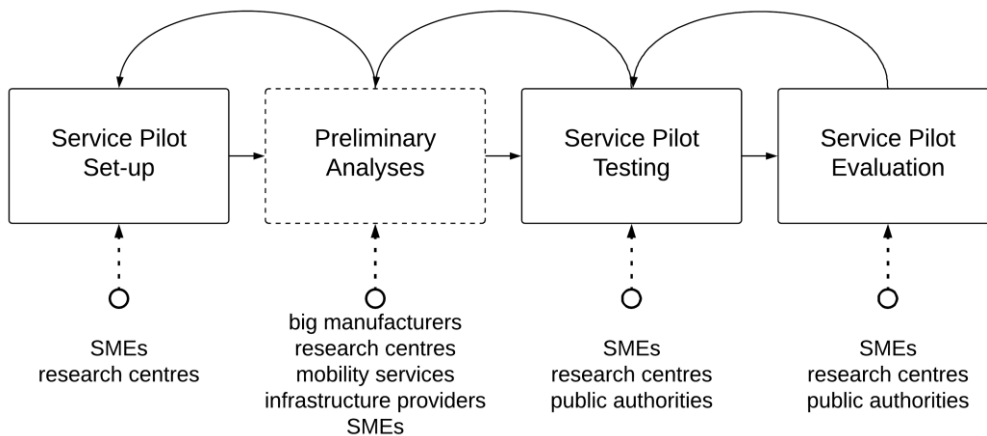 Service Pilot
Set-up
Preliminary
Analyses
Service Pilot
Testing
Service Pilot
Evaluation
SMEs
research centres
big manufacturers
research centres
mobility services
infrastructure providers
SMEs
SMEs
research centres
public authorities
SMEs
research centres
public authorities